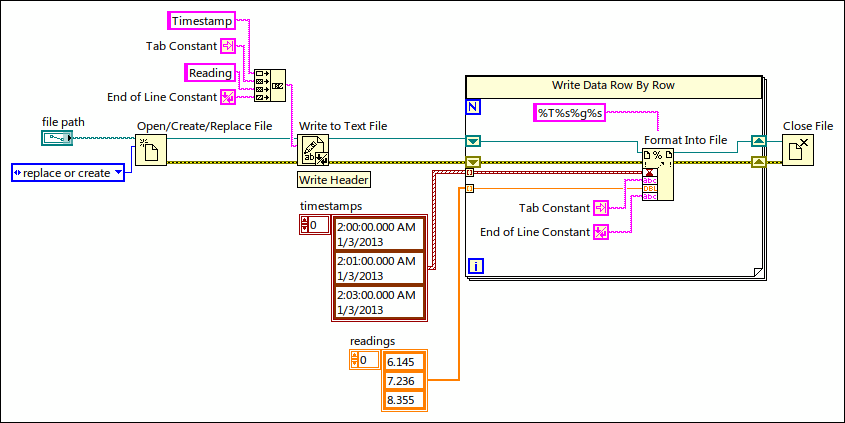 Timestamp
Tab Constant
Reading
End of Line Constant
file path
Open/Create/Replace File
replace or create
Write to Text File
Write Header
timestamps
0
2:00:00.000 AM
1/3/2013
2:01:00.000 AM
1/3/2013
2:03:00.000 AM
1/3/2013
readings
0
6.145
7.236
8.355
Write Data Row By Row
N
%T%s%g%s
Format Into File
%
abc
DBL
abc
Tab Constant
End of Line Constant
i
Close File